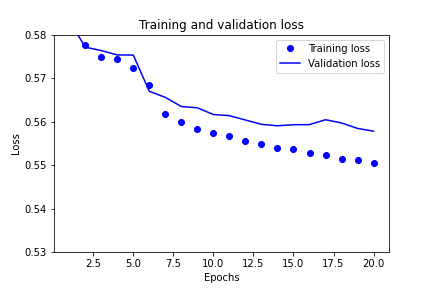 Training and validation loss
0.58
0.57
0.56
0.55
0.54
0.53
Loss
Training loss
Validation loss
2.5 5.0 7.5 10.0 12.5 15.0 17.5 20.0
Epochs